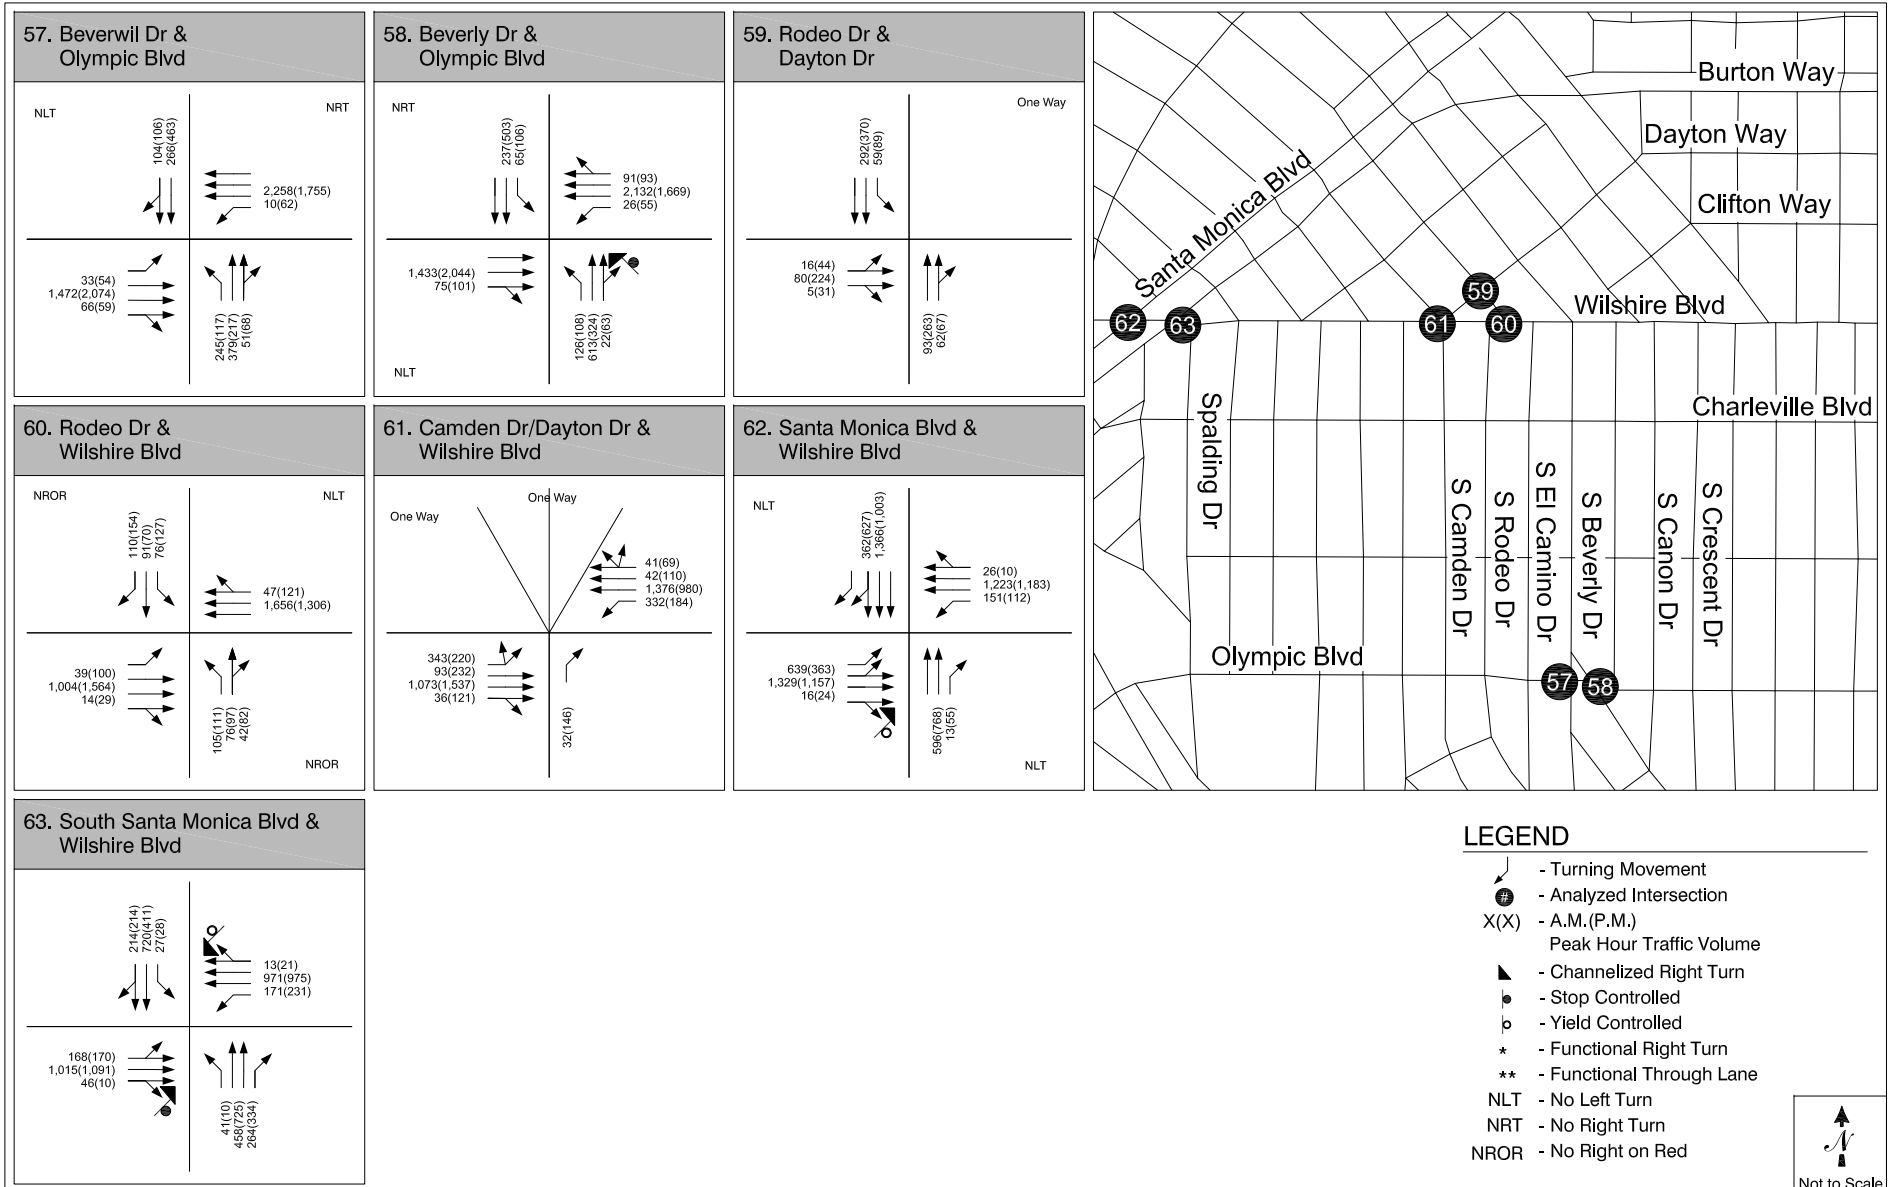 57. Beverwil Dr &
Olympic Blvd
NLT
NRT
104(106)
266(463)
2,258(1,755)
10(62)
33(54)
1,472(2,074)
66(59)
245(117)
379(217)
51(68)
58. Beverly Dr &
Olympic Blvd
NRT
237(503)
65(106)
91(93)
2,132(1,669)
26(55)
1,433(2,044)
75(101)
126(108)
613(324)
22(63)
NLT
59. Rodeo Dr &
Dayton Dr
One Way
292(370)
59(89)
16(44)
80(224)
5(31)
93(263)
62(67)
60. Rodeo Dr &
Wilshire Blvd
NROR
NLT
110(154)
91(70)
76(127)
47(121)
1,656(1,306)
39(100)
1,004(1,564)
14(29)
105(111)
76(97)
42(82)
NROR
61. Camden Dr/Dayton Dr &
Wilshire Blvd
One Way
One Way
41(69)
42(110)
1,376(980)
332(184)
343(220)
93(232)
1,073(1,537)
36(121)
32(146)
62. Santa Monica Blvd &
Wilshire Blvd
NLT
362(627)
1,366(1,003)
26(10)
1,223(1,183)
151(112)
639(363)
1,329(1,157)
16(24)
596(768)
13(55)
NLT
63. South Santa Monica Blvd &
Wilshire Blvd
214(214)
720(411)
27(28)
13(21)
971(975)
171(231)
168(170)
1,015(1,091)
46(10)
41(10)
458(725)
264(334)
Burton Way
Dayton Way
Clifton Way
Santa Monica Blvd
Wilshire Blvd
59
62
63
61
60
Charleville Blvd
Spalding Dr
S Camden Dr
S Rodeo Dr
S El Camino Dr
S Beverly Dr
S Canon Dr
S Crescent Dr
Olympic Blvd
57
58
LEGEND
- Turning Movement
# - Analyzed Intersection
X(X) - A.M.(P.M.)
Peak Hour Traffic Volume
- Channelized Right Turn
- Stop Controlled
- Yield Controlled
* - Functional Right Turn
** - Functional Through Lane
NLT - No Left Turn
NRT - No Right Turn
NROR - No Right on Red
N
Not to Scale